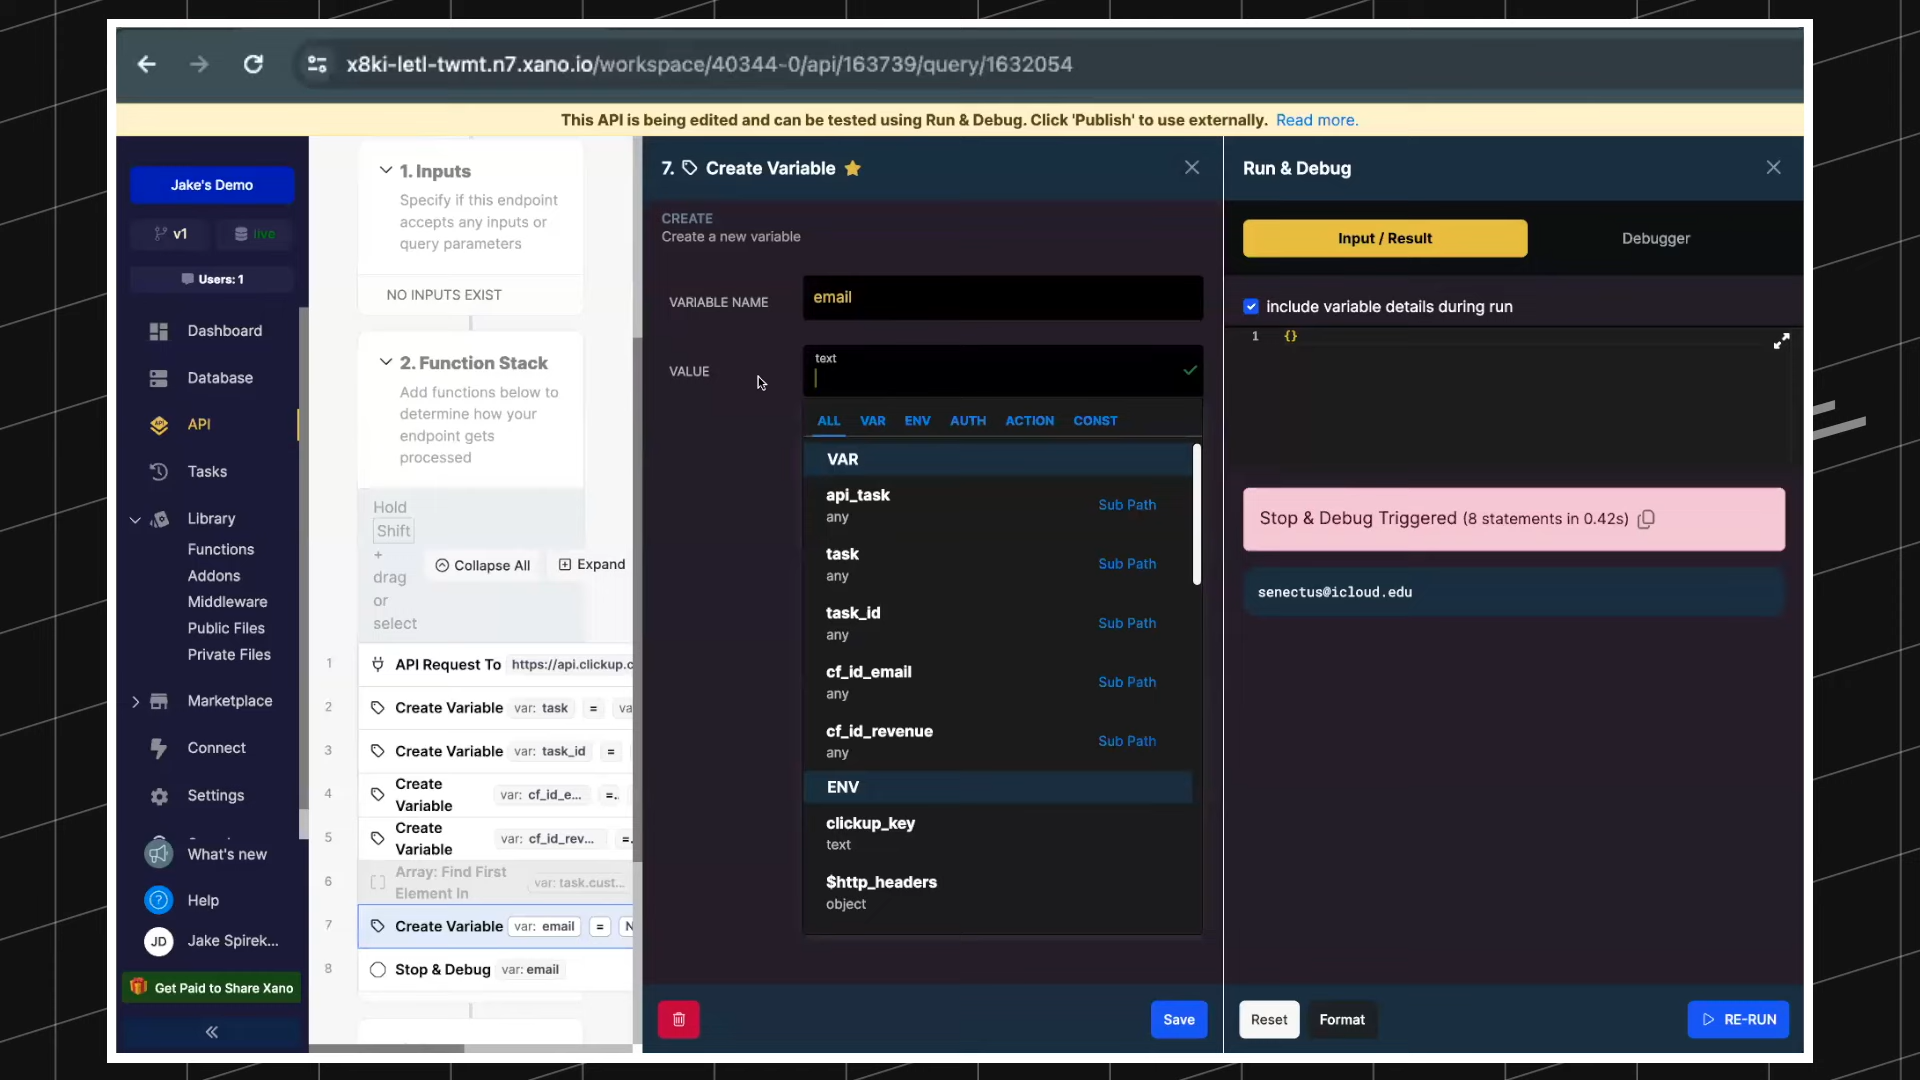 x8ki-letl-twmt.n7.xano.io/workspace/40344-0/api/163739/query/1632054
This API is being edited and can be tested using Run & Debug. Click 'Publish' to use externally. Read more.
Jake's Demo
v1
live
Users: 1
Dashboard
Database
API
Tasks
Library
Functions
Addons
Middleware
Public Files
Private Files
Marketplace
Connect
Settings
What's new
Help
JD
Jake Spirek...
Get Paid to Share Xano
1. Inputs
Specify if this endpoint
accepts any inputs or
query parameters
NO INPUTS EXIST
2. Function Stack
Add functions below to
determine how your
endpoint gets
processed
Hold
Shift
+
drag
or
select
Collapse All
Expand
1 API Request To https://api.clickup.c
2 Create Variable var: task =
3 Create Variable var: task_id =
4 Create Variable var: cf_id_e... =.
5 Create Variable var: cf_id_rev... =.
6 Array: Find First Element In var: task.cust...
7 Create Variable var: email = N
8 Stop & Debug var: email
7. Create Variable
CREATE
Create a new variable
VARIABLE NAME
email
VALUE
text
ALL VAR ENV AUTH ACTION CONST
VAR
api_task
any
Sub Path
task
any
Sub Path
task_id
any
Sub Path
cf_id_email
any
Sub Path
cf_id_revenue
any
Sub Path
ENV
clickup_key
text
$http_headers
object
Save
Run & Debug
Input / Result
Debugger
include variable details during run
1 {}
Stop & Debug Triggered (8 statements in 0.42s)
senectus@icloud.edu
Reset
Format
RE-RUN